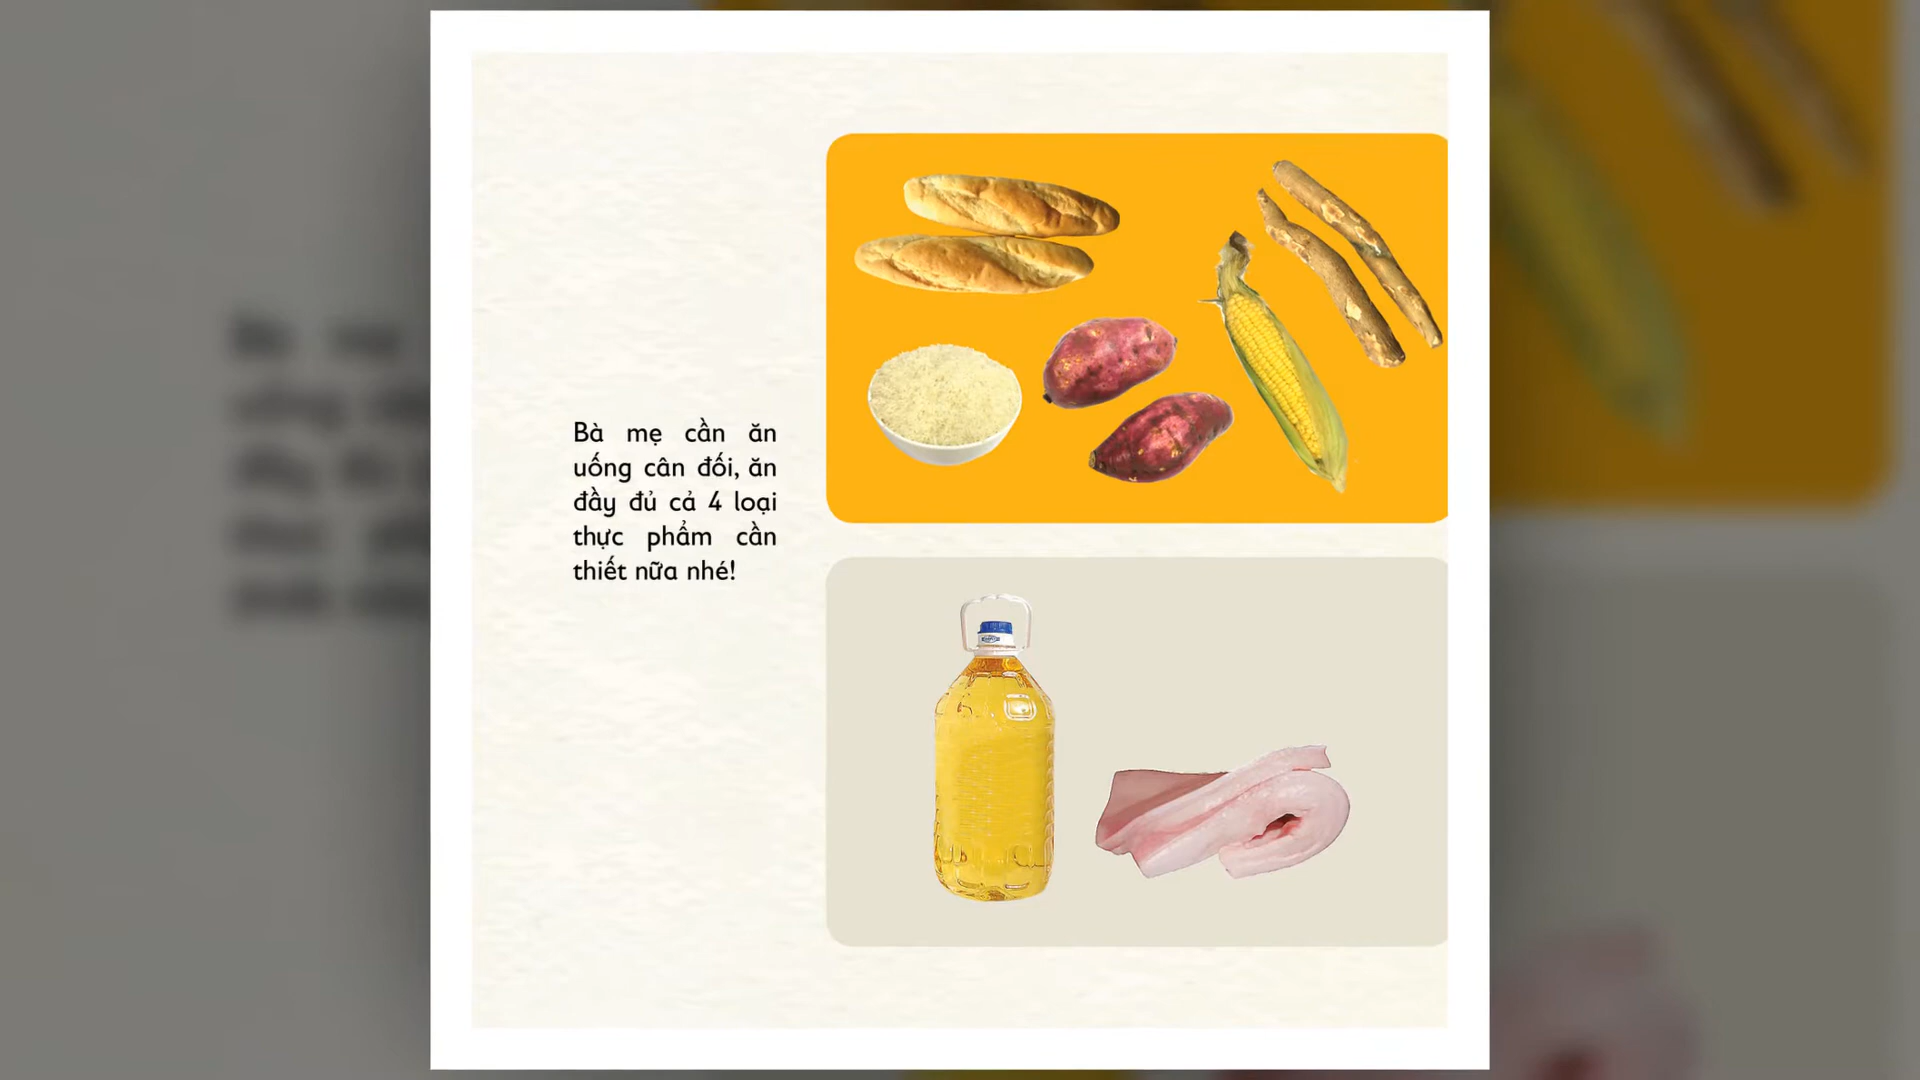 Bà mẹ cần ăn
uống cân đối, ăn
đầy đủ cả 4 loại
thực phẩm cần
thiết nữa nhé!